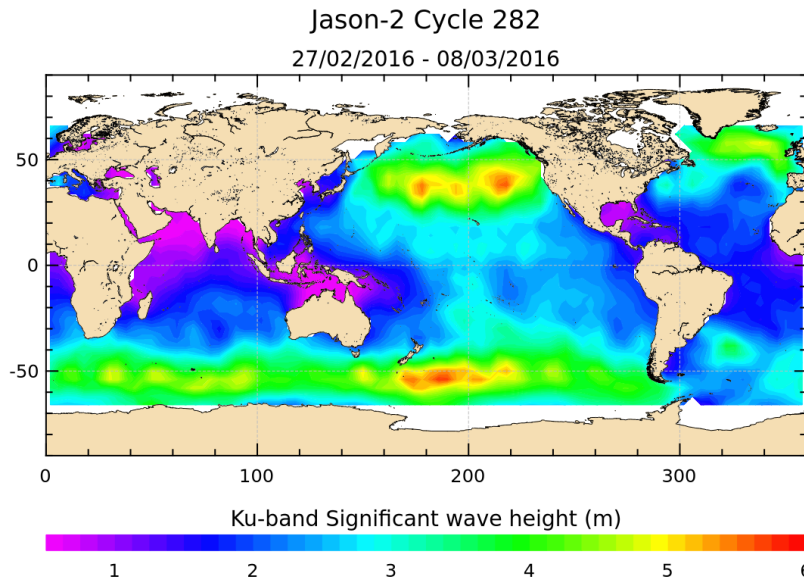 Jason-2 Cycle 282
27/02/2016 - 08/03/2016
50
0
-50
0 100 200 300
Ku-band Significant wave height (m)
1 2 3 4 5 6